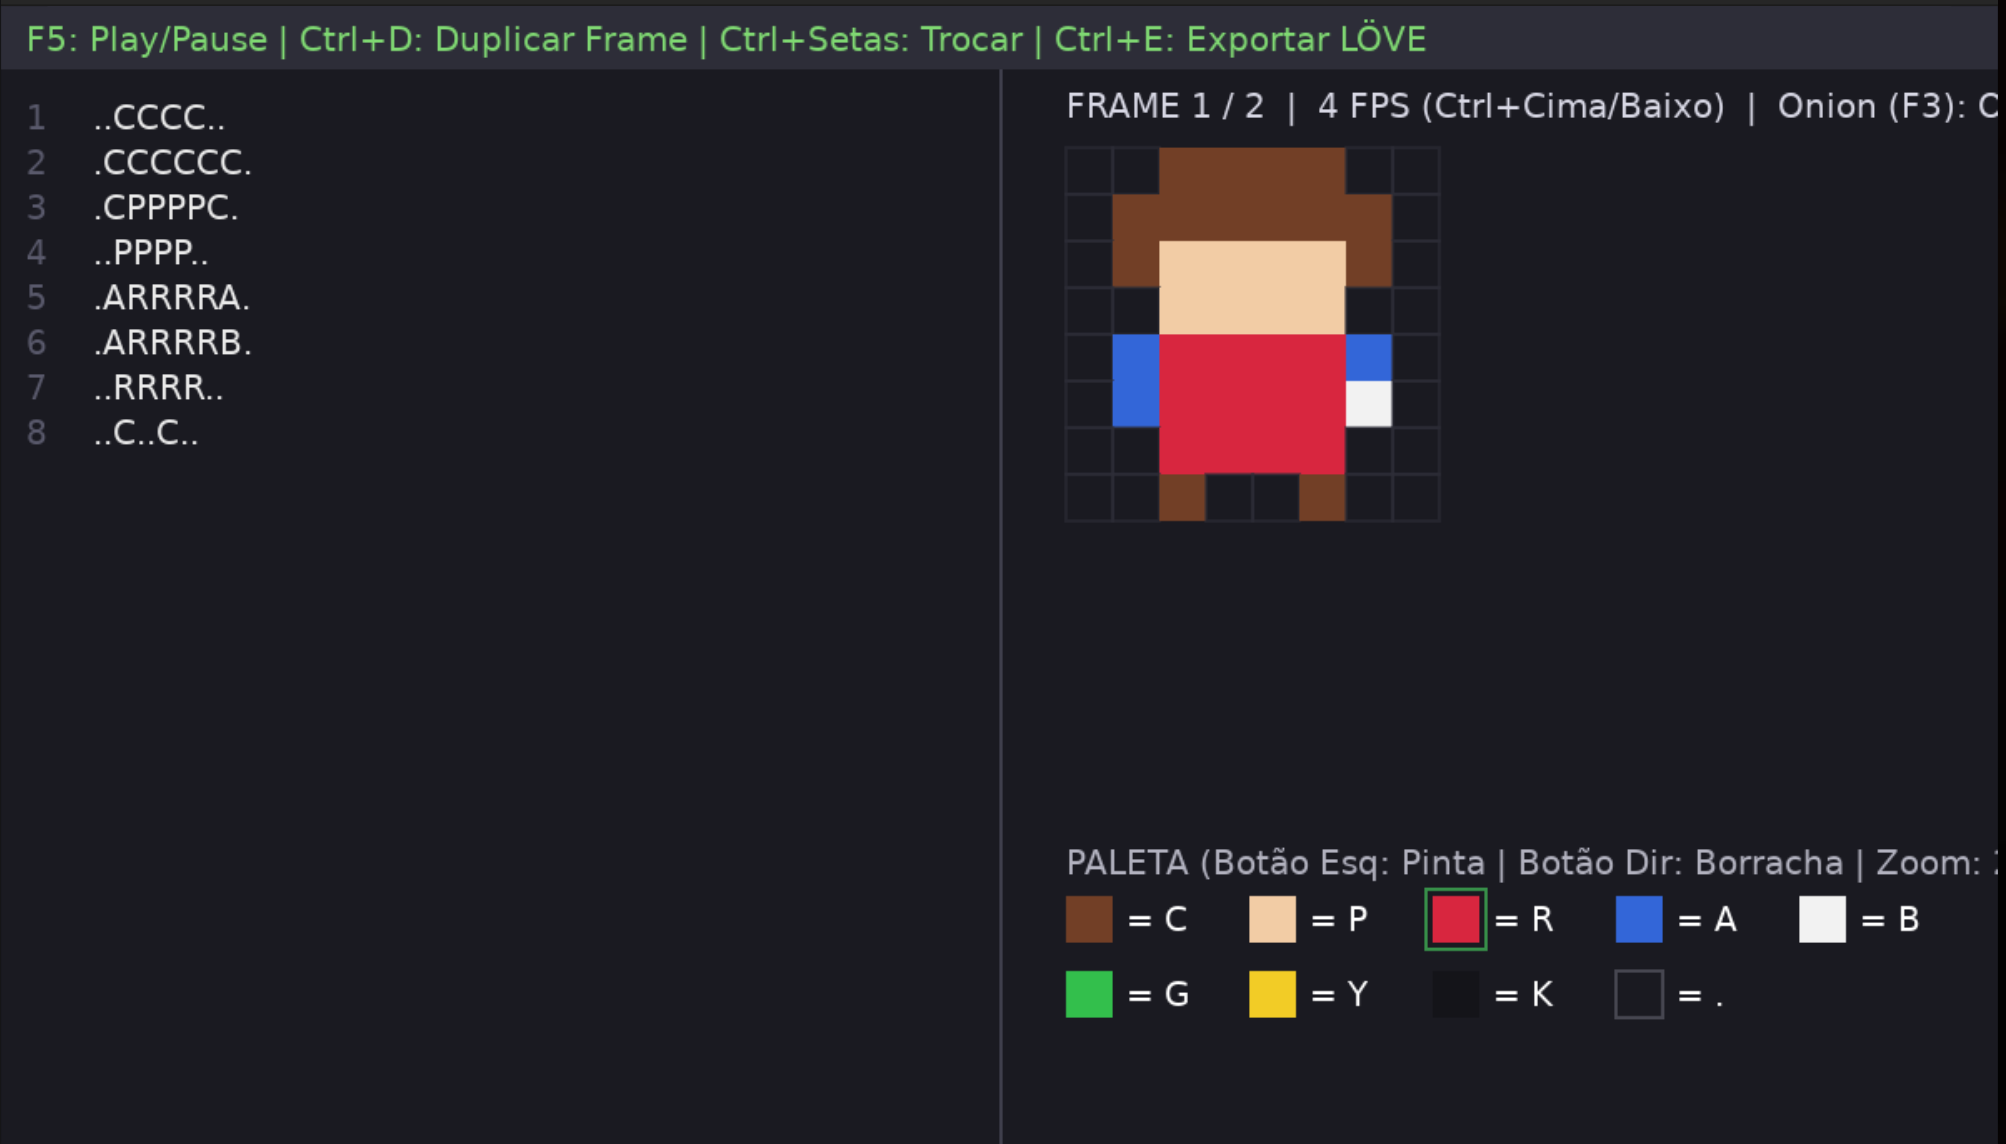 F5: Play/Pause | Ctrl+D: Duplicar Frame | Ctrl+Setas: Trocar | Ctrl+E: Exportar LÖVE
1 ..CCCC..
2 .CCCCCC.
3 .CPPPPC.
4 ..PPPP..
5 .ARRRRA.
6 .ARRRRB.
7 ..RRRR..
8 ..C..C..
FRAME 1 / 2 | 4 FPS (Ctrl+Cima/Baixo) | Onion (F3):
PALETA (Botão Esq: Pinta | Botão Dir: Borracha | Zoom:
= C = P = R = A = B
= G = Y = K = .